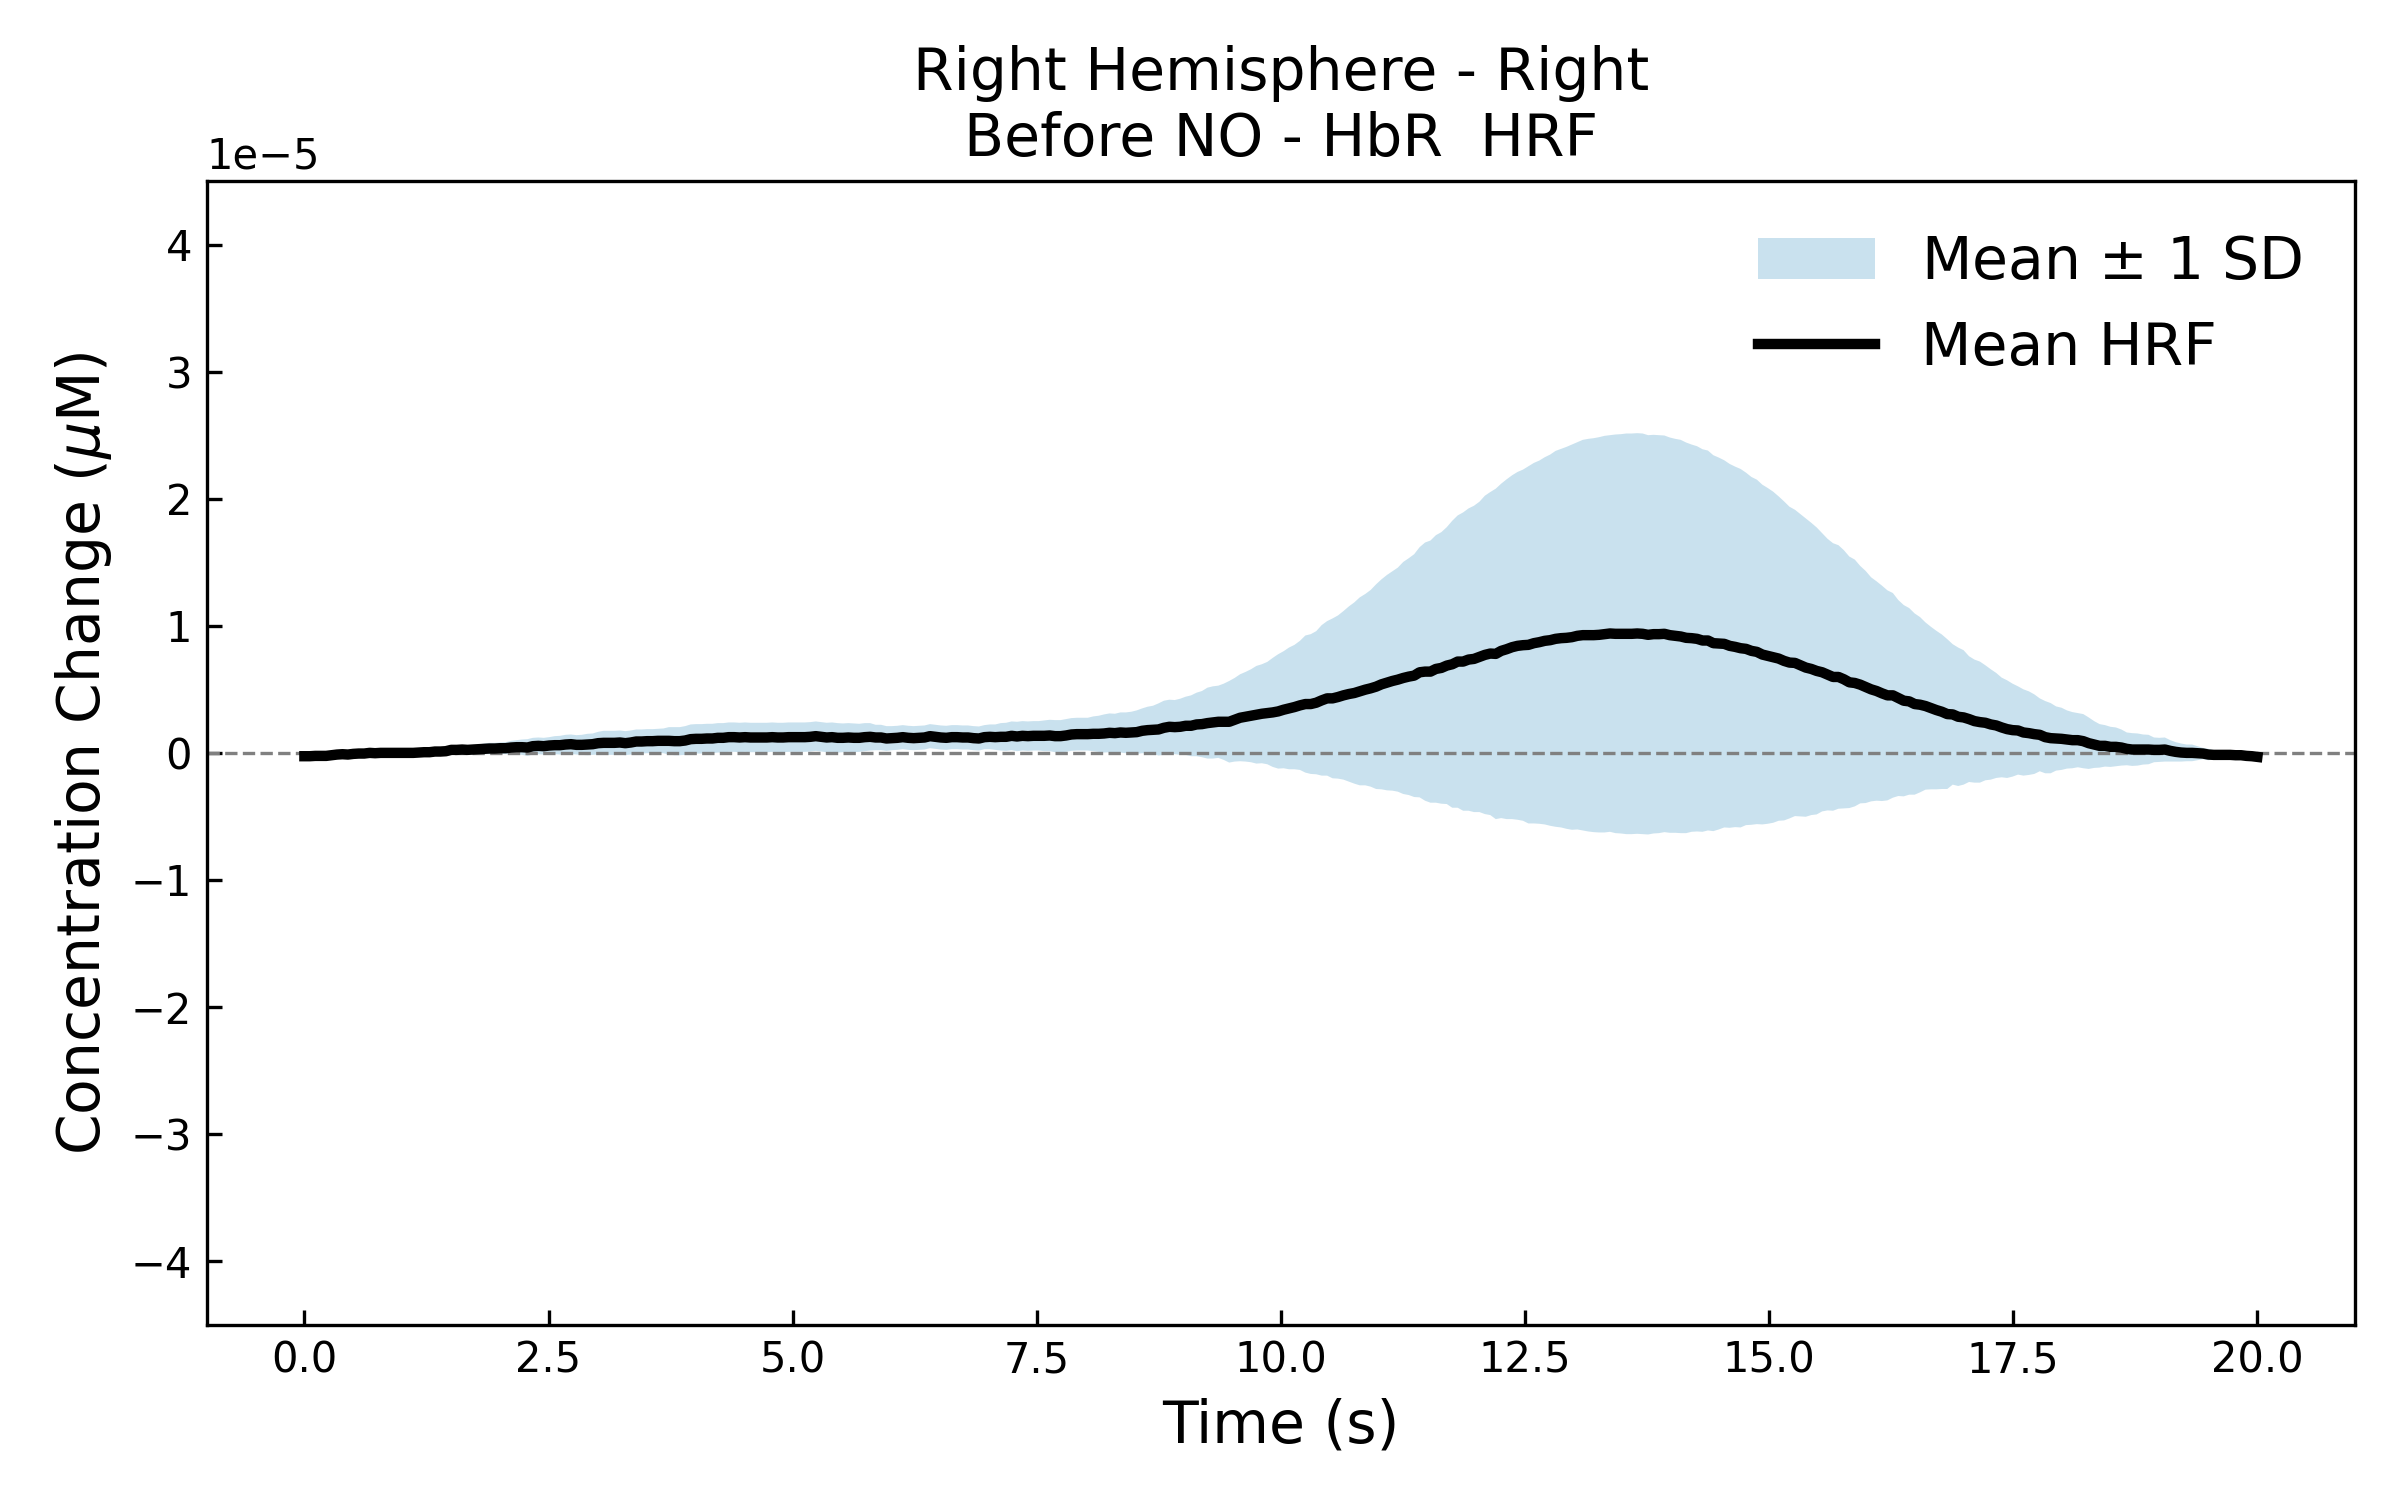 Right Hemisphere - Right
Before NO - HbR  HRF
1e−5
Mean ± 1 SD
Mean HRF
Concentration Change (μM)
4
3
2
1
0
−1
−2
−3
−4
0.0 2.5 5.0 7.5 10.0 12.5 15.0 17.5 20.0
Time (s)